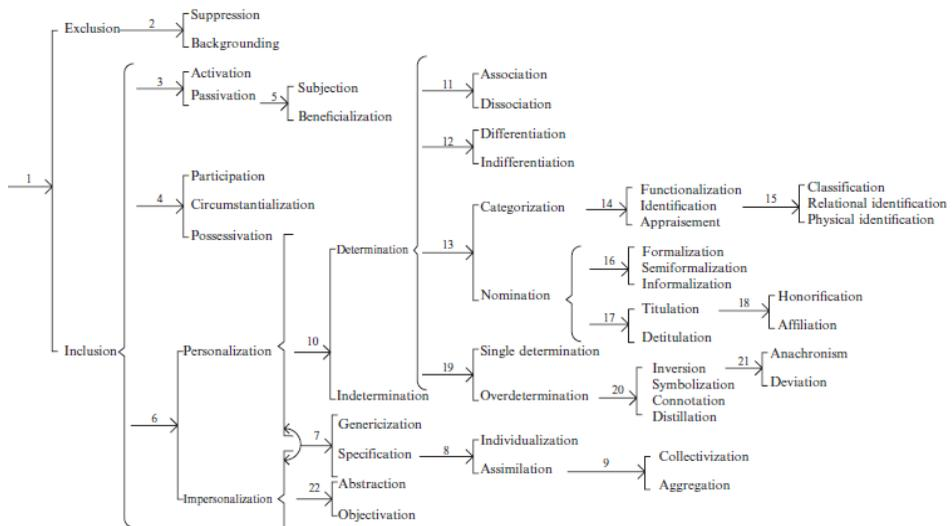 Exclusion 2 Suppression
Backgrounding
3 Activation
Passivation 5 Subjection
Beneficialization
11 Association
Dissociation
12 Differentiation
Indifferentiation
1
4 Participation
Circumstantialization
Possessivation
Determination 13 Categorization 14 Functionalization
Identification 15 Classification
Appraisement Relational identification
Physical identification
Nomination 16 Formalization
Semiformalization
Informalization
17 Titulation 18 Honorification
Detitulation Affiliation
Inclusion
6 Personalization 10
Indetermination
19 Single determination
Overdetermination 20 Inversion 21 Anachronism
Symbolization Deviation
Connotation
Distillation
7 Genericization
Specification 8 Individualization
Assimilation 9 Collectivization
Aggregation
Impersonalization 22 Abstraction
Objectivation